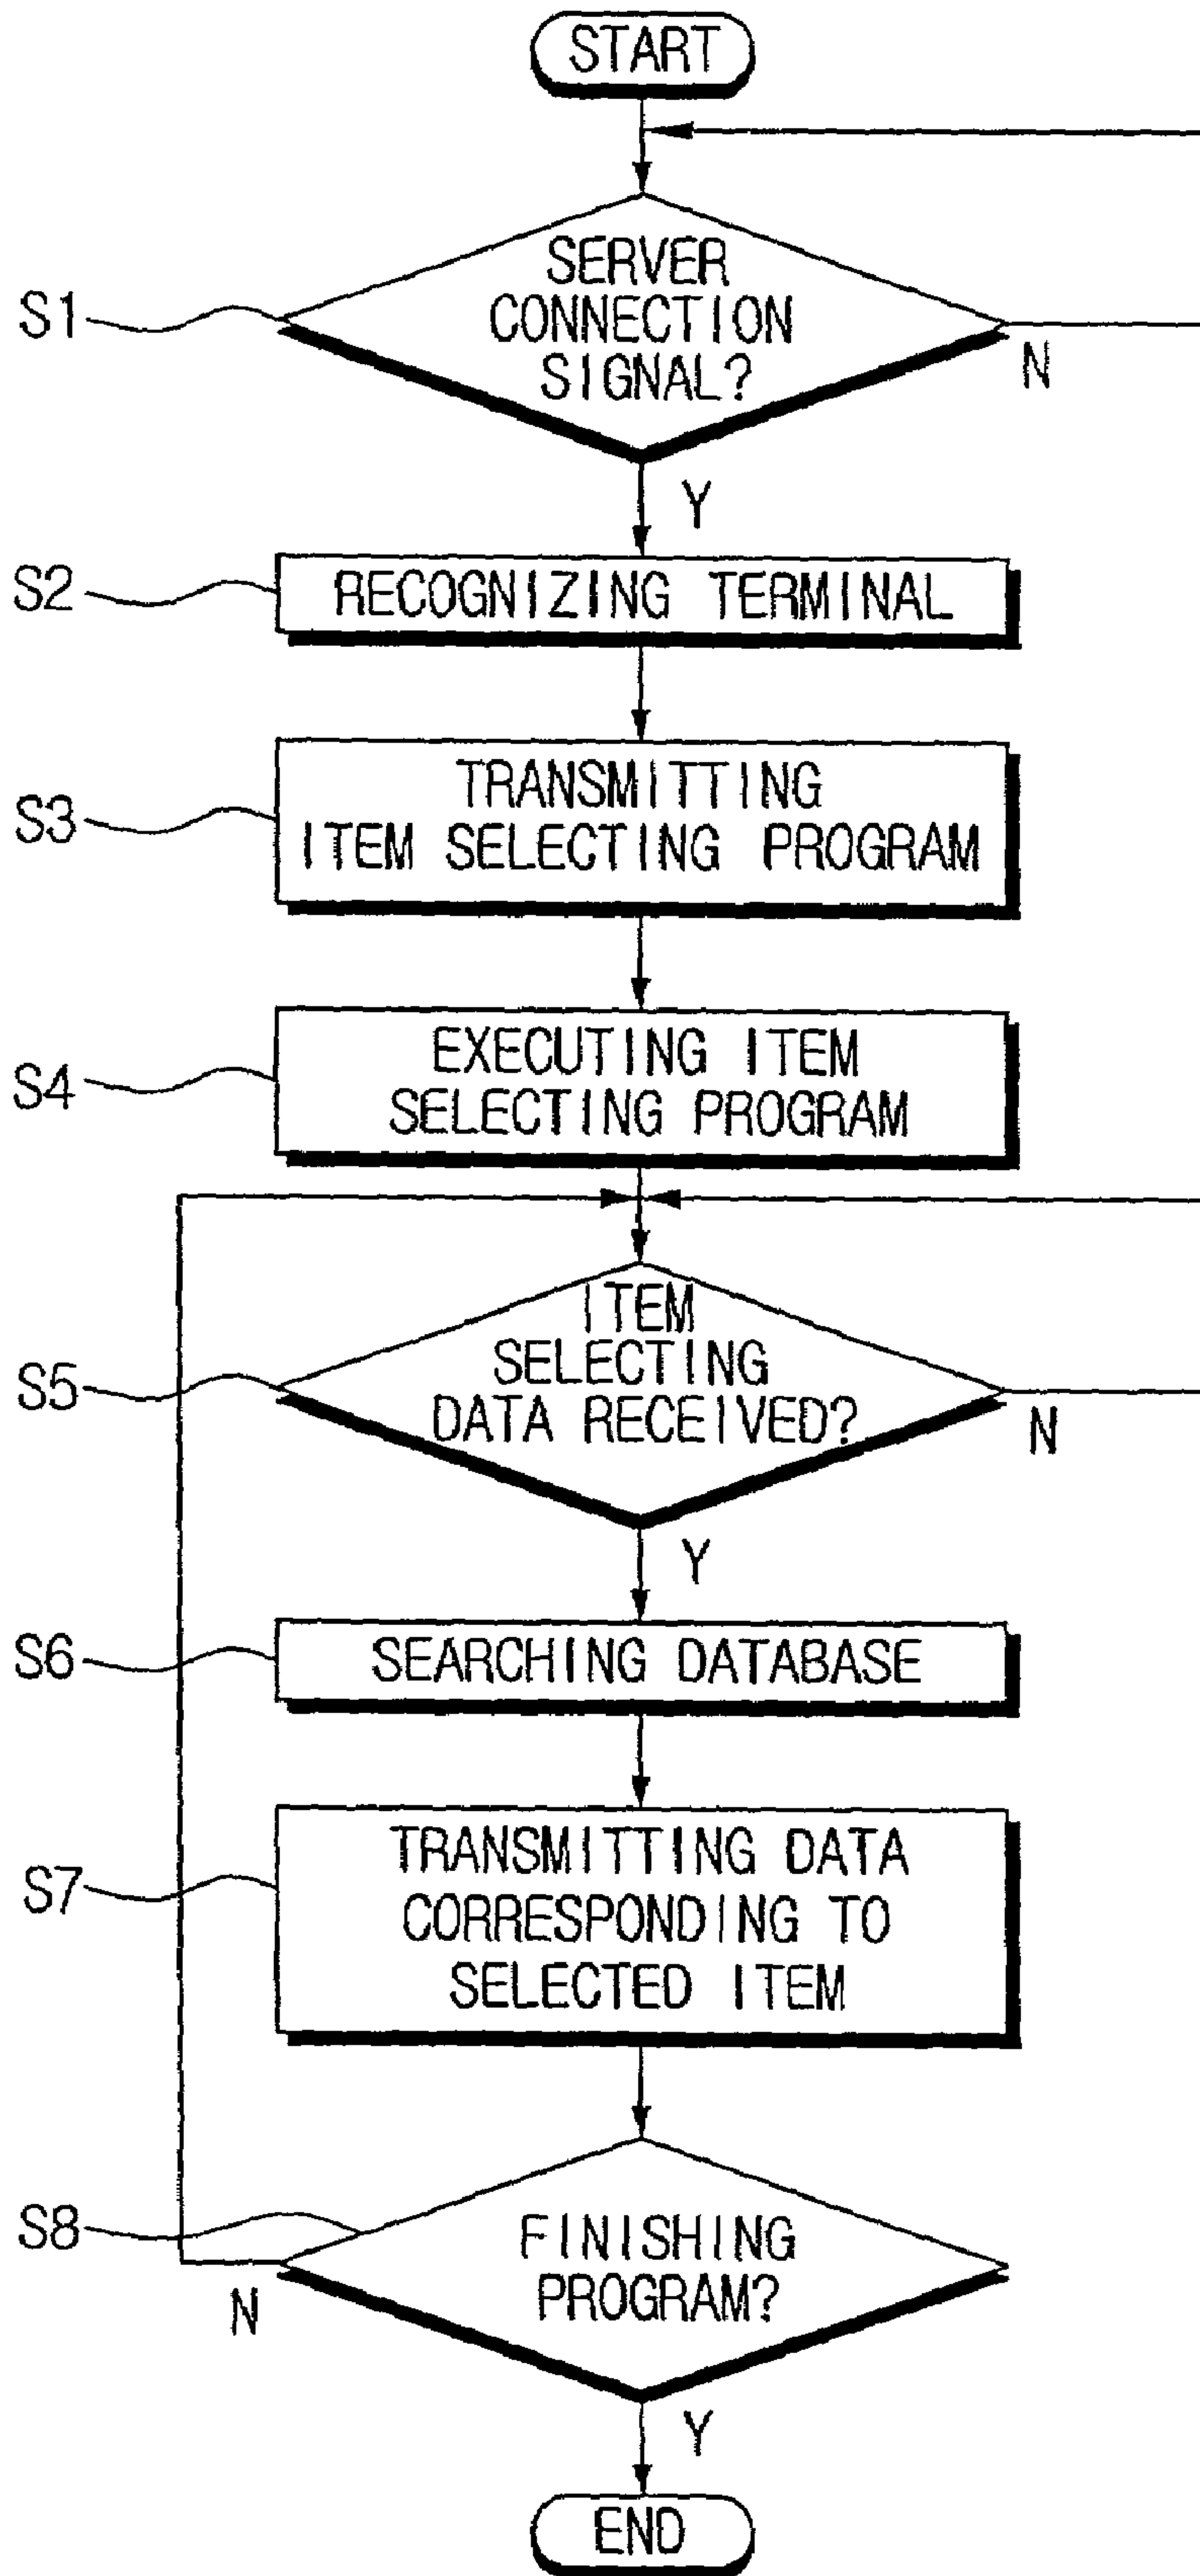 START
SERVER
CONNECTION
SIGNAL?
S1
N
Y
S2
RECOGNIZING TERMINAL
S3
TRANSMITTING
ITEM SELECTING PROGRAM
S4
EXECUTING ITEM
SELECTING PROGRAM
ITEM
SELECTING
DATA RECEIVED?
S5
N
Y
S6
SEARCHING DATABASE
S7
TRANSMITTING DATA
CORRESPONDING TO
SELECTED ITEM
S8
FINISHING
PROGRAM?
N
Y
END